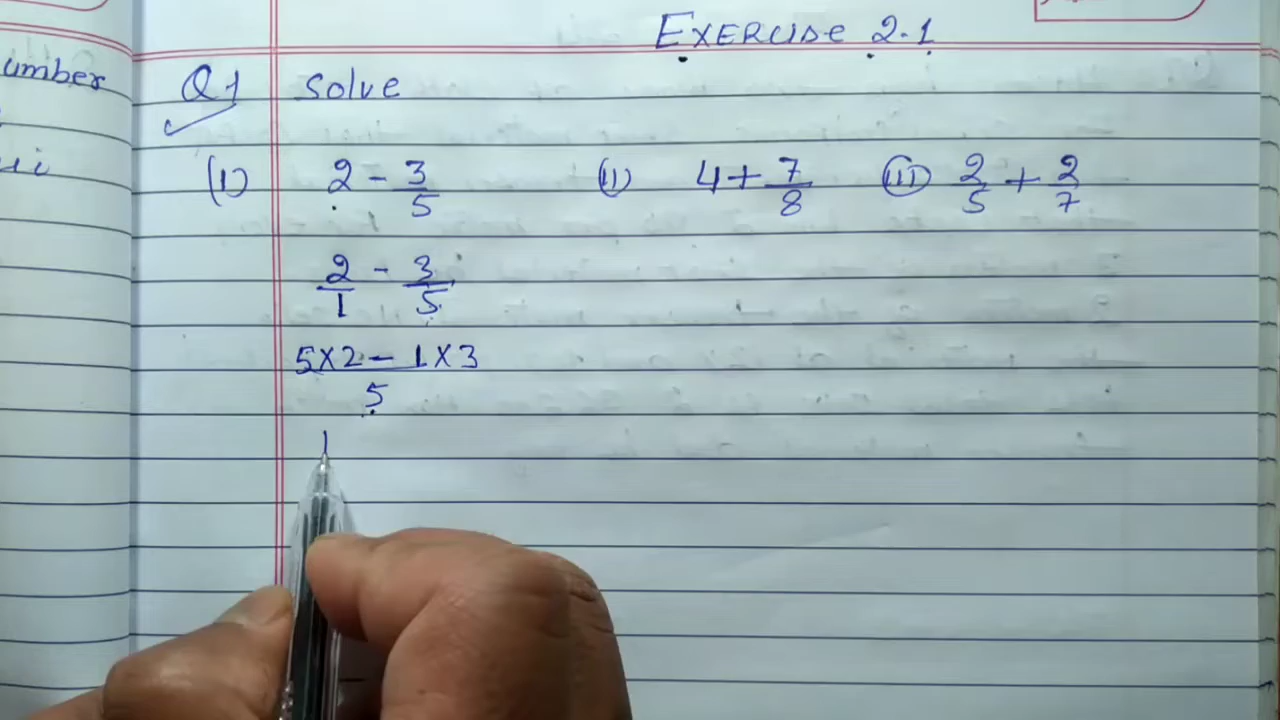 Exercise 2.1
umber
Q1 Solve
(I) 2 - 3/5 (II) 4 + 7/8 (III) 2/5 + 2/7
2/1 - 3/5
5×2 - 1×3
5
1